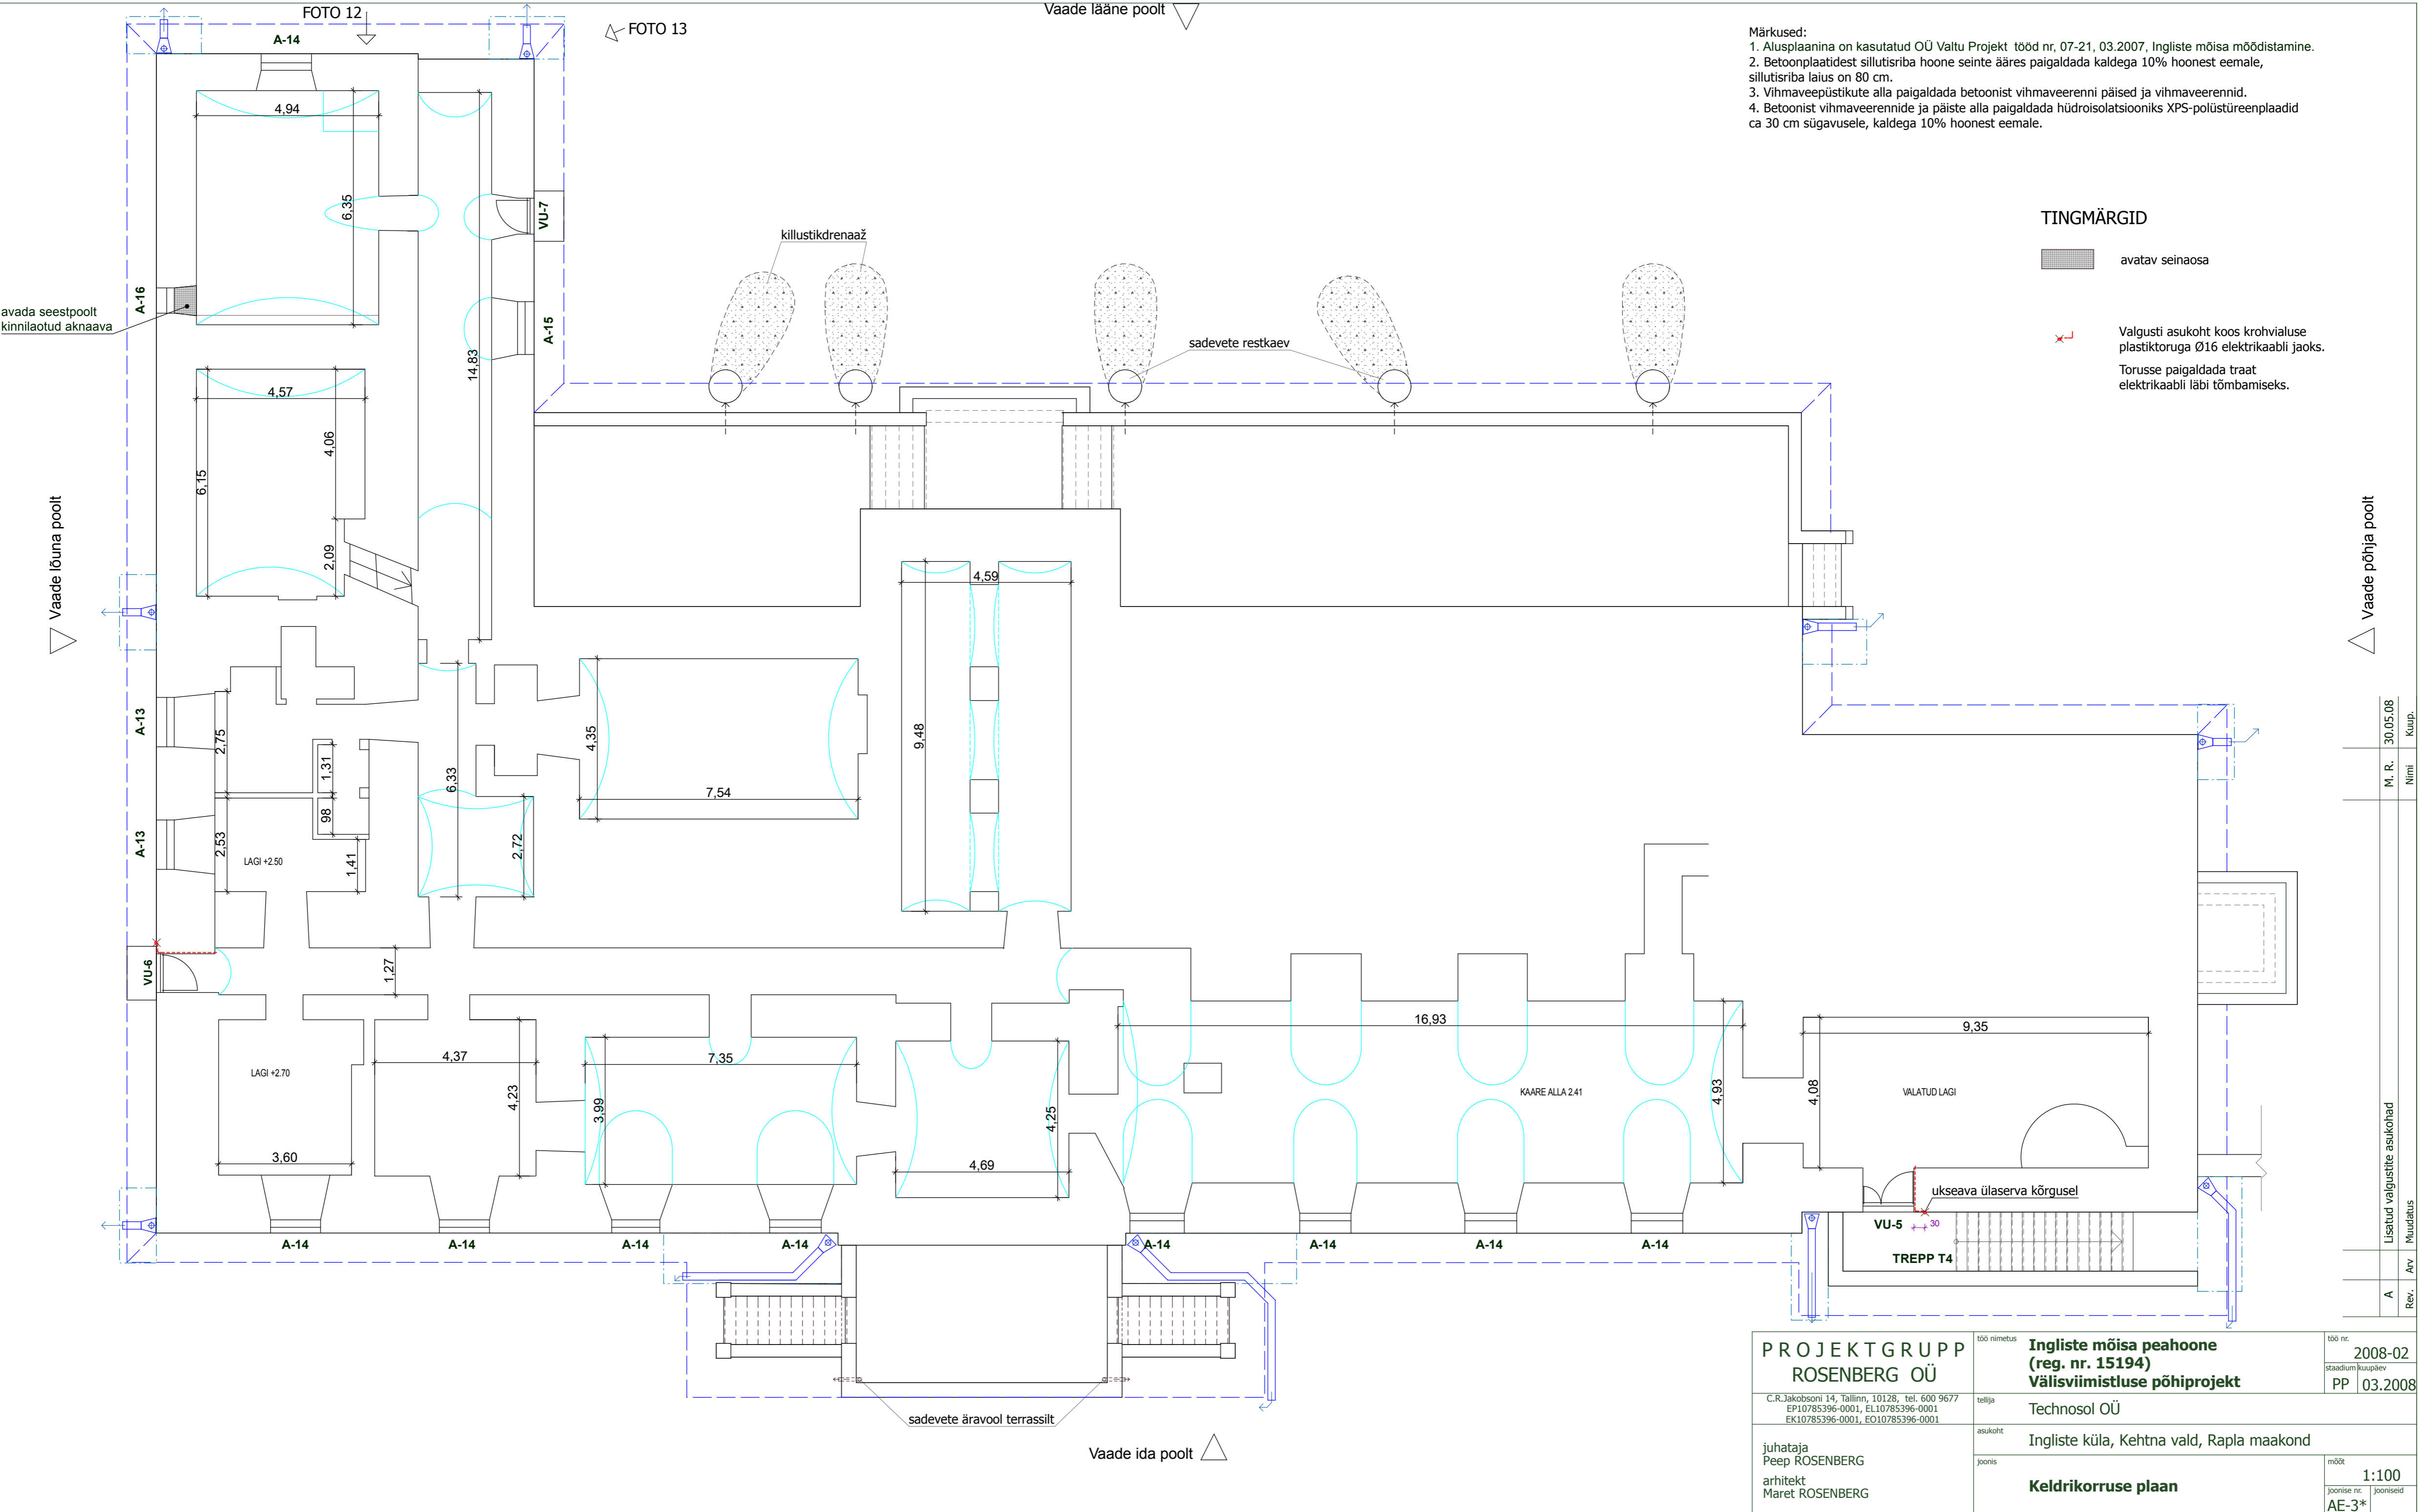 FOTO 12
A-14
FOTO 13
Vaade lääne poolt
Märkused:
1. Alusplaanina on kasutatud OÜ Valtu Projekt tööd nr, 07-21, 03.2007, Ingliste mõisa mõõdistamine.
2. Betoonplaatidest sillutisriba hoone seinte ääres paigaldada kaldega 10% hoonest eemale,
sillutisriba laius on 80 cm.
3. Vihmaveepüstikute alla paigaldada betoonist vihmaveerenni päised ja vihmaveerennid.
4. Betoonist vihmaveerennide ja päiste alla paigaldada hüdroisolatsiooniks XPS-polüstüreenplaadid
ca 30 cm sügavusele, kaldega 10% hoonest eemale.
TINGMÄRGID
avatav seinaosa
Valgusti asukoht koos krohvialuse
plastiktoruga Ø16 elektrikaabli jaoks.
Torusse paigaldada traat
elektrikaabli läbi tõmbamiseks.
4,94
6,35
VU-7
killustikdrenaaž
A-16
avada seestpoolt
kinnilaotud aknaava
A-15
14,83
sadevete restkaev
4,57
4,06
6,15
2,09
Vaade lõuna poolt
Vaade põhja poolt
4,59
9,48
4,35
7,54
A-13
2,75
1,31
6,33
98
2,72
A-13
2,53
LAGI +2.50
1,41
VU-6
1,27
16,93
9,35
4,37
7,35
LAGI +2.70
4,23
3,99
4,25
KAARE ALLA 2.41
4,93
4,08
VALATUD LAGI
3,60
4,69
ukseava ülaserva kõrgusel
VU-5
30
TREPP T4
A-14
A-14
A-14
A-14
A-14
A-14
A-14
A-14
sadevete äravool terrassilt
Vaade ida poolt
30.05.08
Kuup.
M. R.
Nimi
Lisatud valgustite asukohad
Muudatus
Arv
A
Rev.
PROJEKTGRUPP
ROSENBERG OÜ
C.R.Jakobsoni 14, Tallinn, 10128, tel. 600 9677
EP10785396-0001, EL10785396-0001
EK10785396-0001, EO10785396-0001
juhataja
Peep ROSENBERG
arhitekt
Maret ROSENBERG
töö nimetus
Ingliste mõisa peahoone
(reg. nr. 15194)
Välisviimistluse põhiprojekt
töö nr.
2008-02
staadium kuupäev
PP 03.2008
tellija
Technosol OÜ
asukoht
Ingliste küla, Kehtna vald, Rapla maakond
joonis
Keldrikorruse plaan
mõõt
1:100
joonise nr. jooniseid
AE-3*